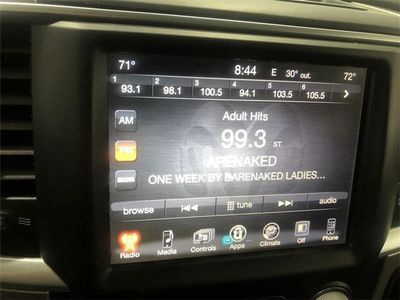 71° 8:44 E 30° out. 72°
1 2 3 4 5 6
93.1 98.1 100.5 94.1 103.5 105.5
Adult Hits
AM
99.3 ST
FM
ARENAKED
ONE WEEK BY BARENAKED LADIES...
browse tune audio
Radio Media Controls Apps Climate Off Phone
Off